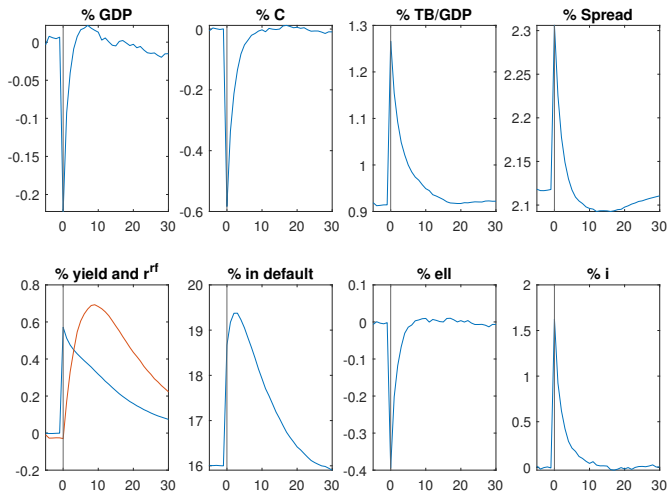 % GDP
% C
% TB/GDP
% Spread
0
-0.05
-0.1
-0.15
-0.2
0 10 20 30
0
-0.2
-0.4
-0.6
0 10 20 30
1.3
1.2
1.1
1
0.9
0 10 20 30
2.3
2.25
2.2
2.15
2.1
0 10 20 30
% yield and r^rf
% in default
% ell
% i
0.8
0.6
0.4
0.2
0
-0.2
0 10 20 30
20
19
18
17
16
0 10 20 30
0.1
0
-0.1
-0.2
-0.3
-0.4
0 10 20 30
2
1.5
1
0.5
0
0 10 20 30